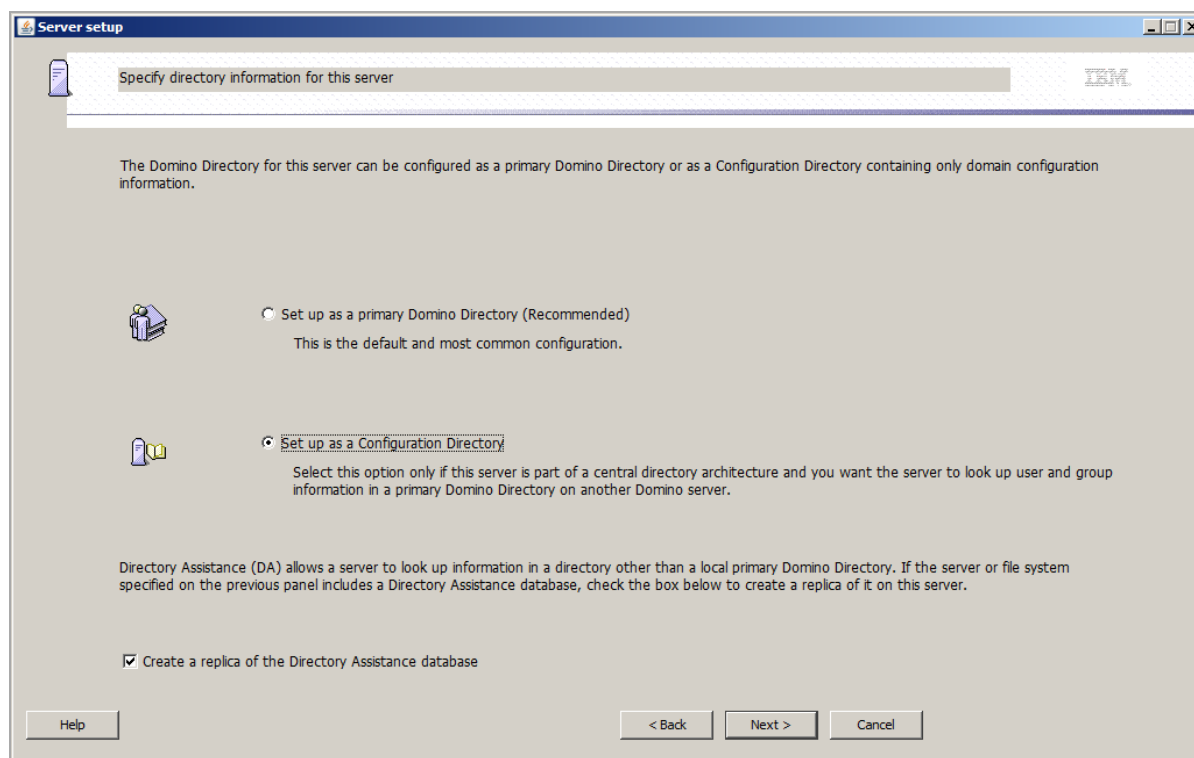 Server setup
Specify directory information for this server
IBM.
The Domino Directory for this server can be configured as a primary Domino Directory or as a Configuration Directory containing only domain configuration
information.
Set up as a primary Domino Directory (Recommended)
This is the default and most common configuration.
Set up as a Configuration Directory
Select this option only if this server is part of a central directory architecture and you want the server to look up user and group
information in a primary Domino Directory on another Domino server.
Directory Assistance (DA) allows a server to look up information in a directory other than a local primary Domino Directory. If the server or file system
specified on the previous panel includes a Directory Assistance database, check the box below to create a replica of it on this server.
Create a replica of the Directory Assistance database
Help
< Back
Next >
Cancel